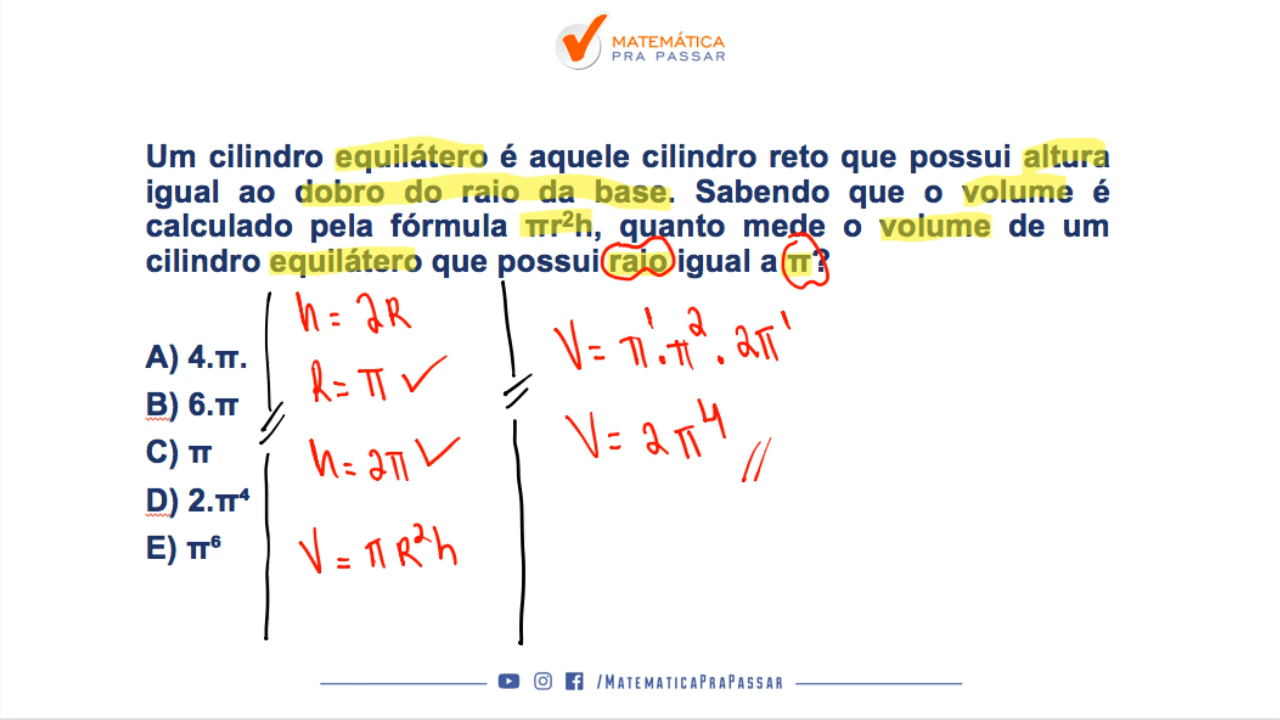 MATEMÁTICA
PRA PASSAR
Um cilindro equilátero é aquele cilindro reto que possui altura
igual ao dobro do raio da base. Sabendo que o volume é
calculado pela fórmula πr²h, quanto mede o volume de um
cilindro equilátero que possui raio igual a π?
A) 4.π.
B) 6.π
C) π
D) 2.π⁴
E) π⁶
h = 2R
R = π ✓
h = 2π ✓
V = πR²h
V = π¹ . π² . 2π¹
V = 2π⁴ //
/MATEMATICAPRAPASSAR